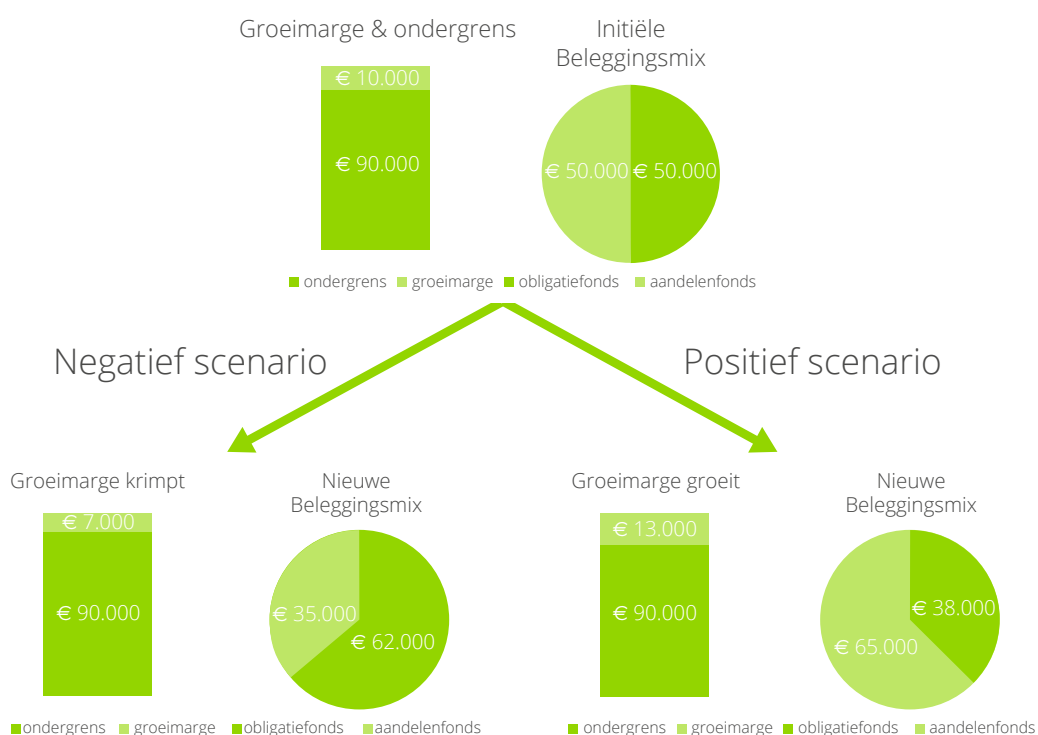 Groeimarge & ondergrens
Initiële
Beleggingsmix
€ 10.000
€ 90.000
€ 50.000 € 50.000
ondergrens groeimarge obligatiefonds aandelenfonds
Negatief scenario
Positief scenario
Groeimarge krimpt
Nieuwe
Beleggingsmix
€ 7.000
€ 90.000
€ 35.000
€ 62.000
ondergrens groeimarge obligatiefonds aandelenfonds
Groeimarge groeit
Nieuwe
Beleggingsmix
€ 13.000
€ 90.000
€ 38.000
€ 65.000
ondergrens groeimarge obligatiefonds aandelenfonds